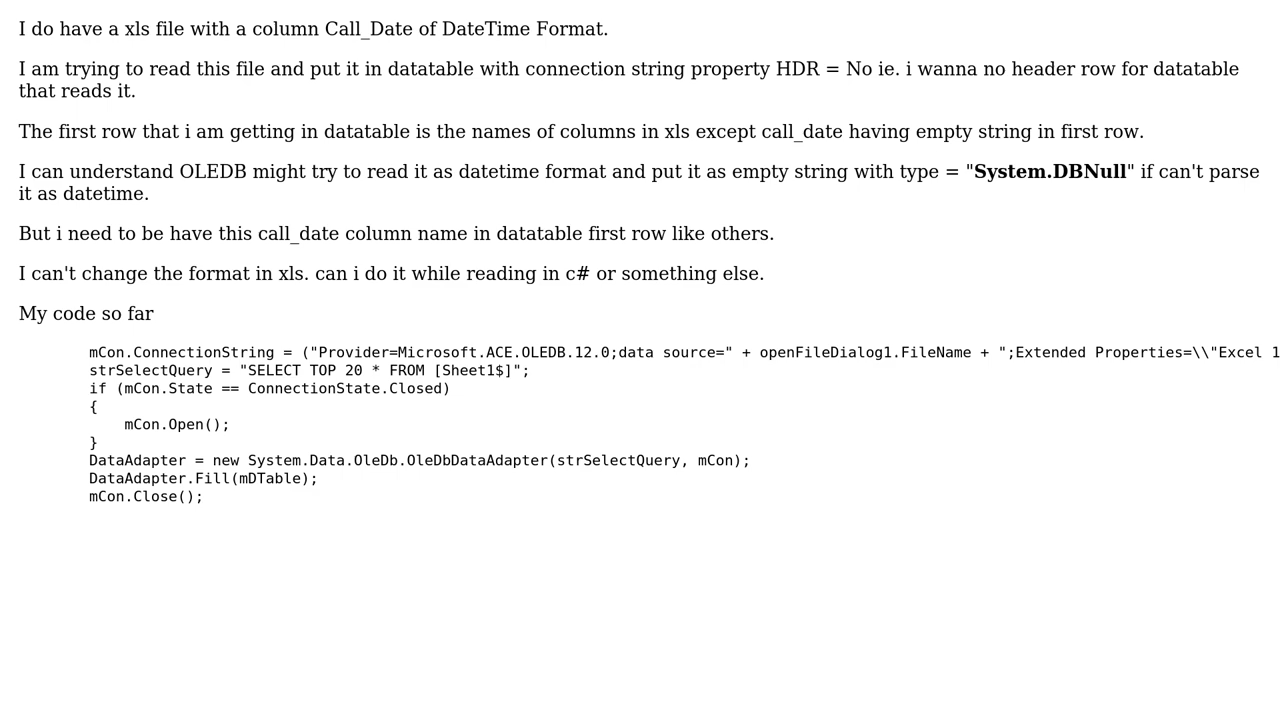 I do have a xls file with a column Call_Date of DateTime Format.
I am trying to read this file and put it in datatable with connection string property HDR = No ie. i wanna no header row for datatable
that reads it.
The first row that i am getting in datatable is the names of columns in xls except call_date having empty string in first row.
I can understand OLEDB might try to read it as datetime format and put it as empty string with type = "System.DBNull" if can't parse
it as datetime.
But i need to be have this call_date column name in datatable first row like others.
I can't change the format in xls. can i do it while reading in c# or something else.
My code so far
mCon.ConnectionString = ("Provider=Microsoft.ACE.OLEDB.12.0;data source=" + openFileDialog1.FileName + ";Extended Properties=\\"Excel 1
strSelectQuery = "SELECT TOP 20 * FROM [Sheet1$]";
if (mCon.State == ConnectionState.Closed)
{
mCon.Open();
}
DataAdapter = new System.Data.OleDb.OleDbDataAdapter(strSelectQuery, mCon);
DataAdapter.Fill(mDTable);
mCon.Close();